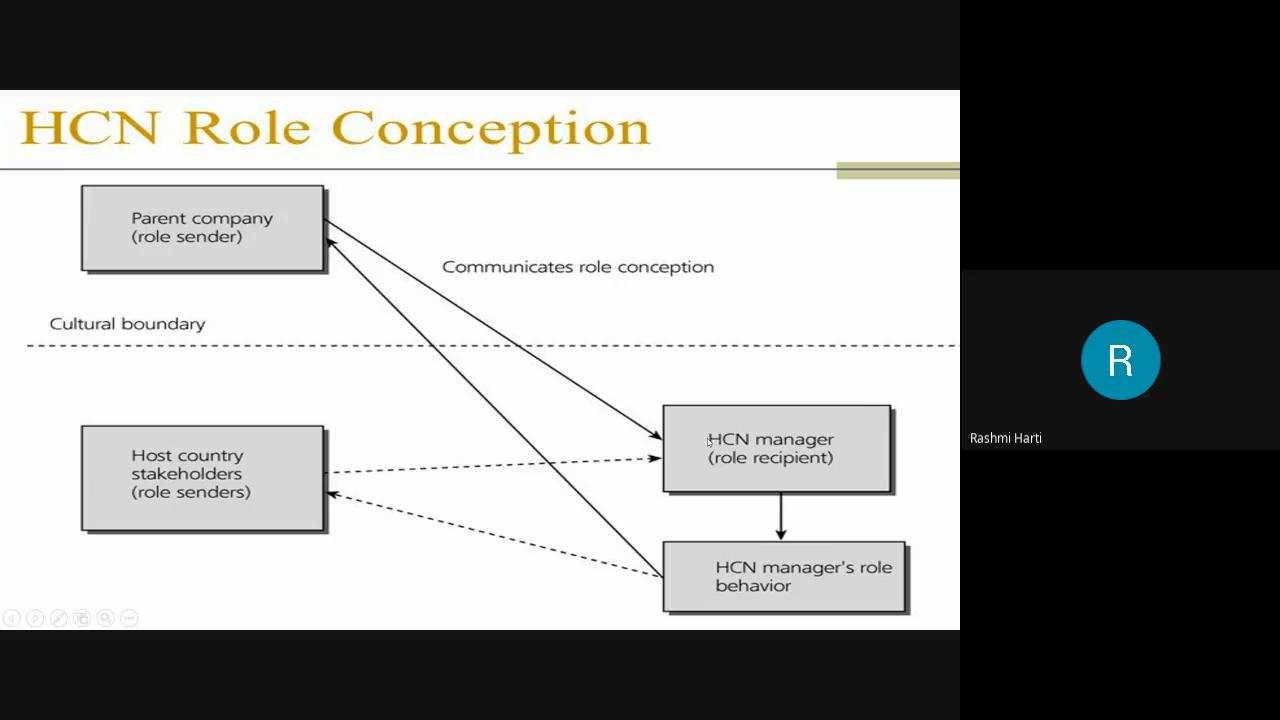 HCN Role Conception
Parent company
(role sender)
Communicates role conception
Cultural boundary
Host country
stakeholders
(role senders)
HCN manager
(role recipient)
HCN manager's role
behavior
R
Rashmi Harti